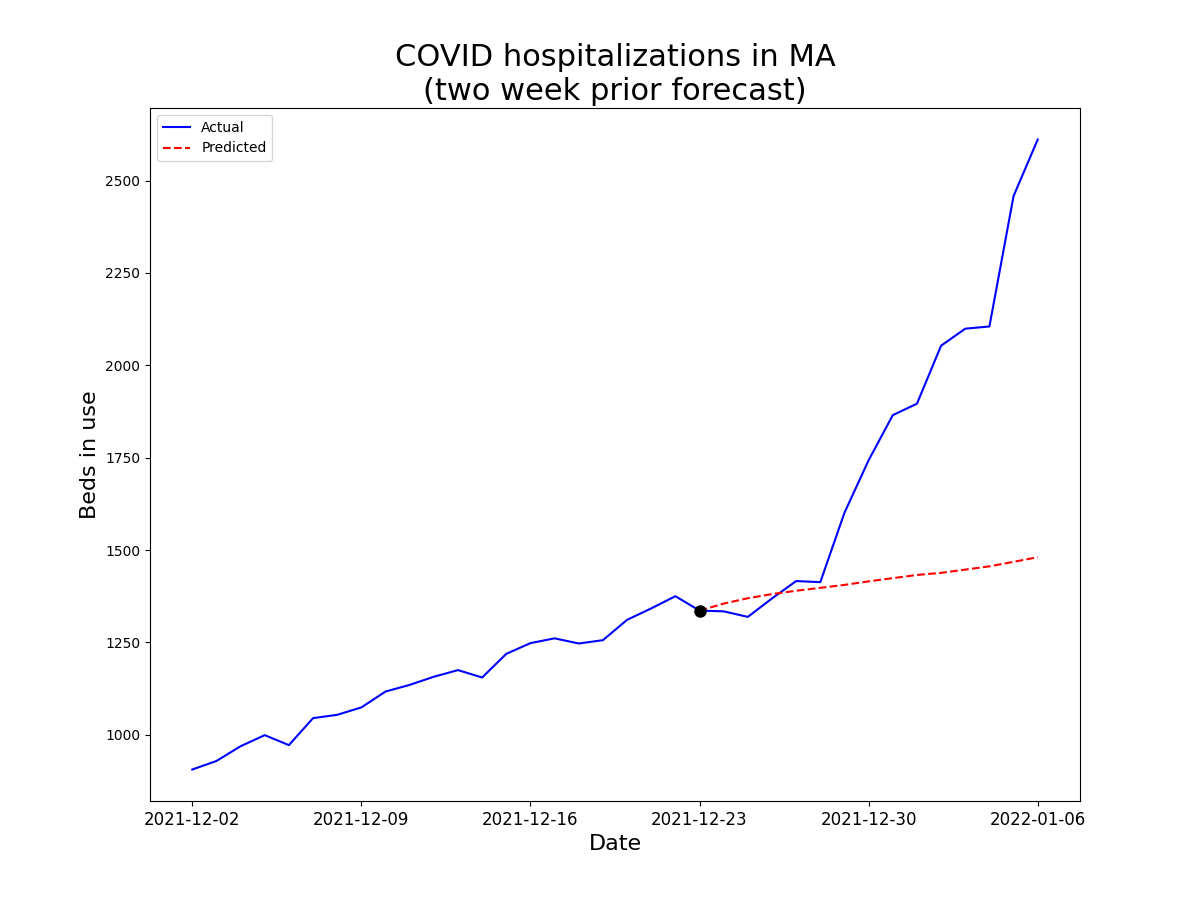 COVID hospitalizations in MA
(two week prior forecast)
Actual
Predicted
2500
2250
2000
1750
1500
1250
1000
Beds in use
2021-12-02 2021-12-09 2021-12-16 2021-12-23 2021-12-30 2022-01-06
Date